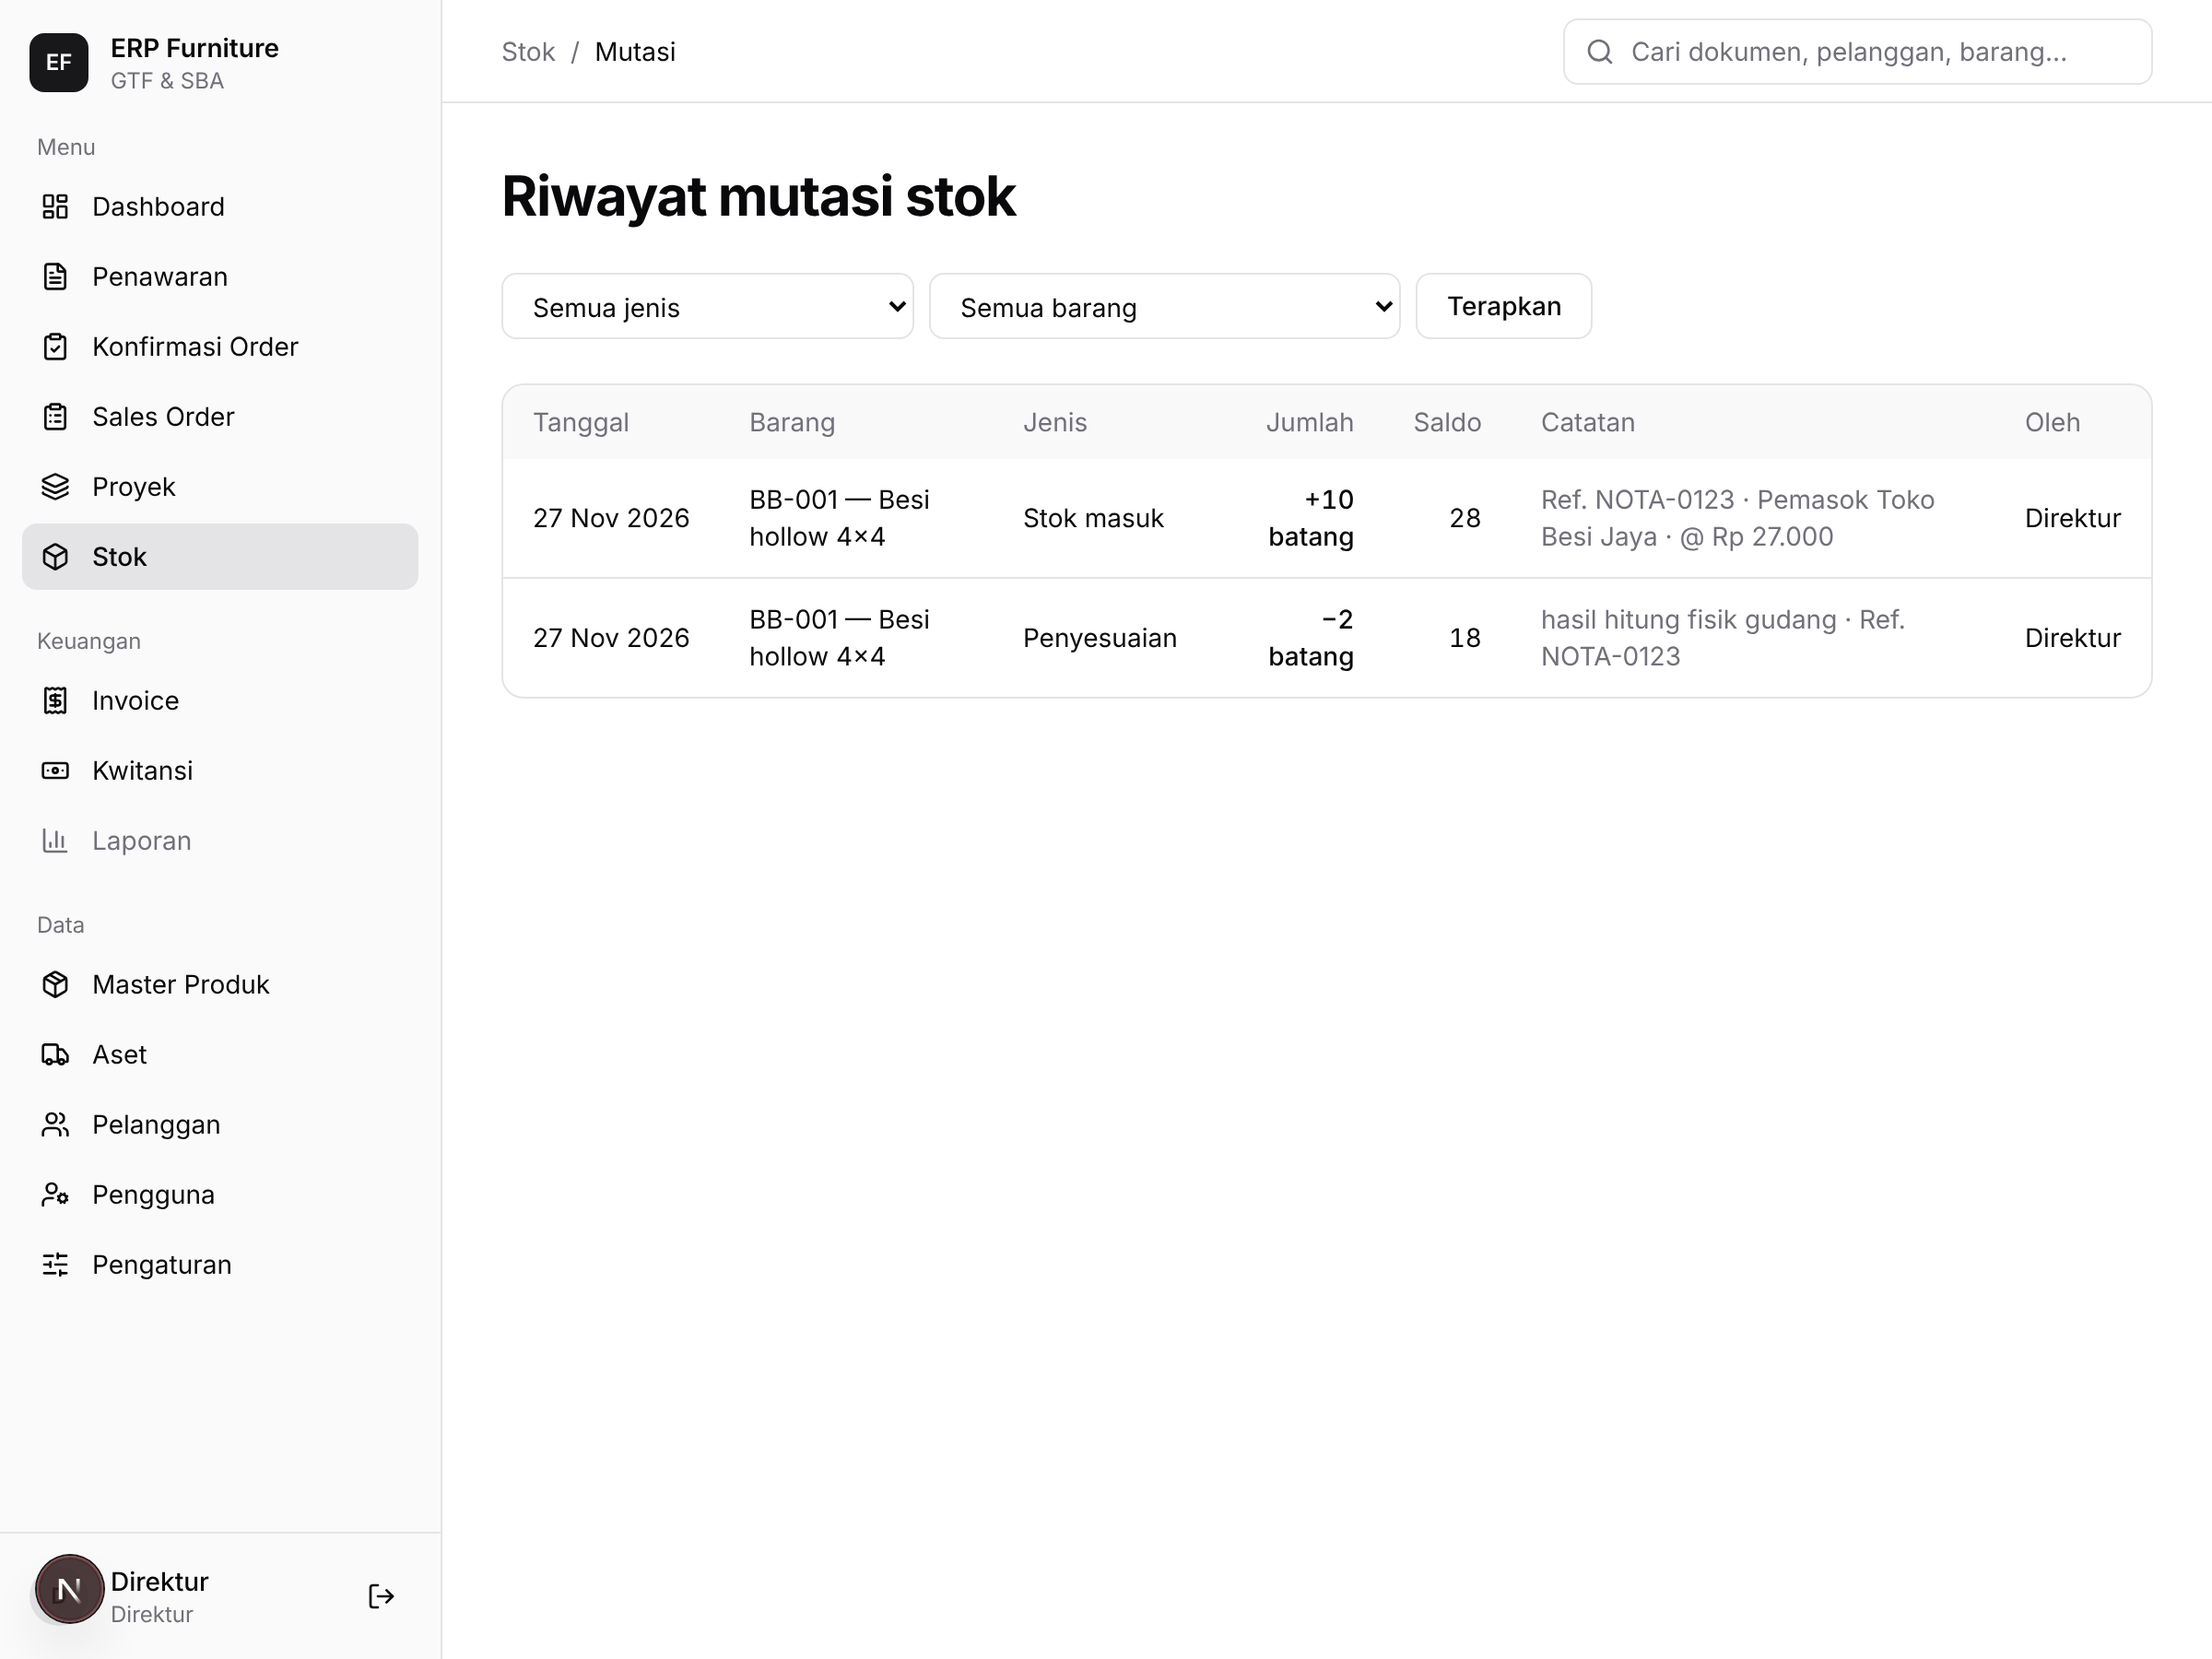 EF
ERP Furniture
GTF & SBA
Menu
Dashboard
Penawaran
Konfirmasi Order
Sales Order
Proyek
Stok
Keuangan
Invoice
Kwitansi
Laporan
Data
Master Produk
Aset
Pelanggan
Pengguna
Pengaturan
N
Direktur
Direktur
Stok / Mutasi
Cari dokumen, pelanggan, barang...
Riwayat mutasi stok
Semua jenis
Semua barang
Terapkan
Tanggal Barang Jenis Jumlah Saldo Catatan Oleh
27 Nov 2026
BB-001 — Besi
hollow 4×4
Stok masuk
+10
batang
28
Ref. NOTA-0123 · Pemasok Toko
Besi Jaya · @ Rp 27.000
Direktur
27 Nov 2026
BB-001 — Besi
hollow 4×4
Penyesuaian
−2
batang
18
hasil hitung fisik gudang · Ref.
NOTA-0123
Direktur